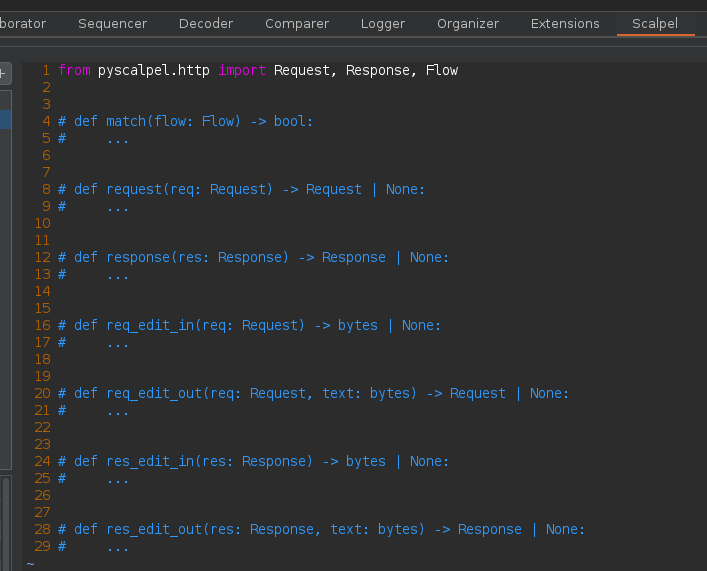 borator Sequencer Decoder Comparer Logger Organizer Extensions Scalpel
+
1 from pyscalpel.http import Request, Response, Flow
2
3
4 # def match(flow: Flow) -> bool:
5 #     ...
6
7
8 # def request(req: Request) -> Request | None:
9 #     ...
10
11
12 # def response(res: Response) -> Response | None:
13 #     ...
14
15
16 # def req_edit_in(req: Request) -> bytes | None:
17 #     ...
18
19
20 # def req_edit_out(req: Request, text: bytes) -> Request | None:
21 #     ...
22
23
24 # def res_edit_in(res: Response) -> bytes | None:
25 #     ...
26
27
28 # def res_edit_out(res: Response, text: bytes) -> Response | None:
29 #     ...
~